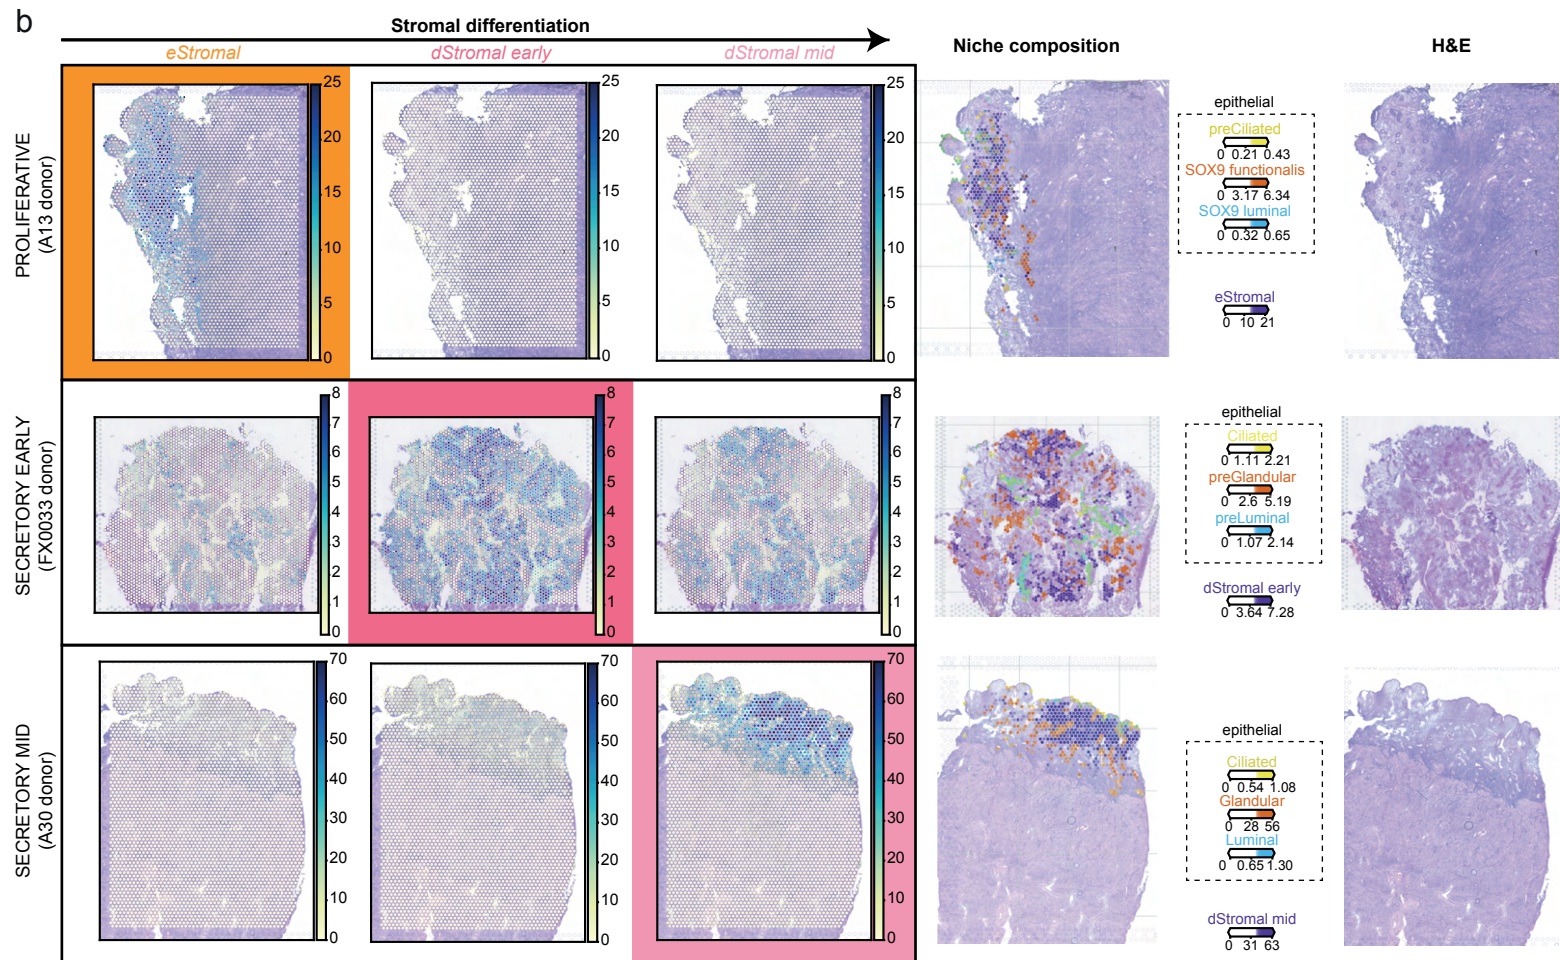 b
Stromal differentiation
eStromal
dStromal early
dStromal mid
Niche composition
H&E
PROLIFERATIVE
(A13 donor)
25
20
15
10
5
0
25
20
15
10
5
0
25
20
15
10
5
0
epithelial
preCiliated
0 0.21 0.43
SOX9 functionalis
0 3.17 6.34
SOX9 luminal
0 0.32 0.65
eStromal
0 10 21
SECRETORY EARLY
(FX0033 donor)
8
7
6
5
4
3
2
1
0
8
7
6
5
4
3
2
1
0
8
7
6
5
4
3
2
1
0
epithelial
Ciliated
0 1.11 2.21
preGlandular
0 2.6 5.19
preLuminal
0 1.07 2.14
dStromal early
0 3.64 7.28
SECRETORY MID
(A30 donor)
70
60
50
40
30
20
10
0
70
60
50
40
30
20
10
0
70
60
50
40
30
20
10
0
epithelial
Ciliated
0 0.54 1.08
Glandular
0 28 56
Luminal
0 0.65 1.30
dStromal mid
0 31 63